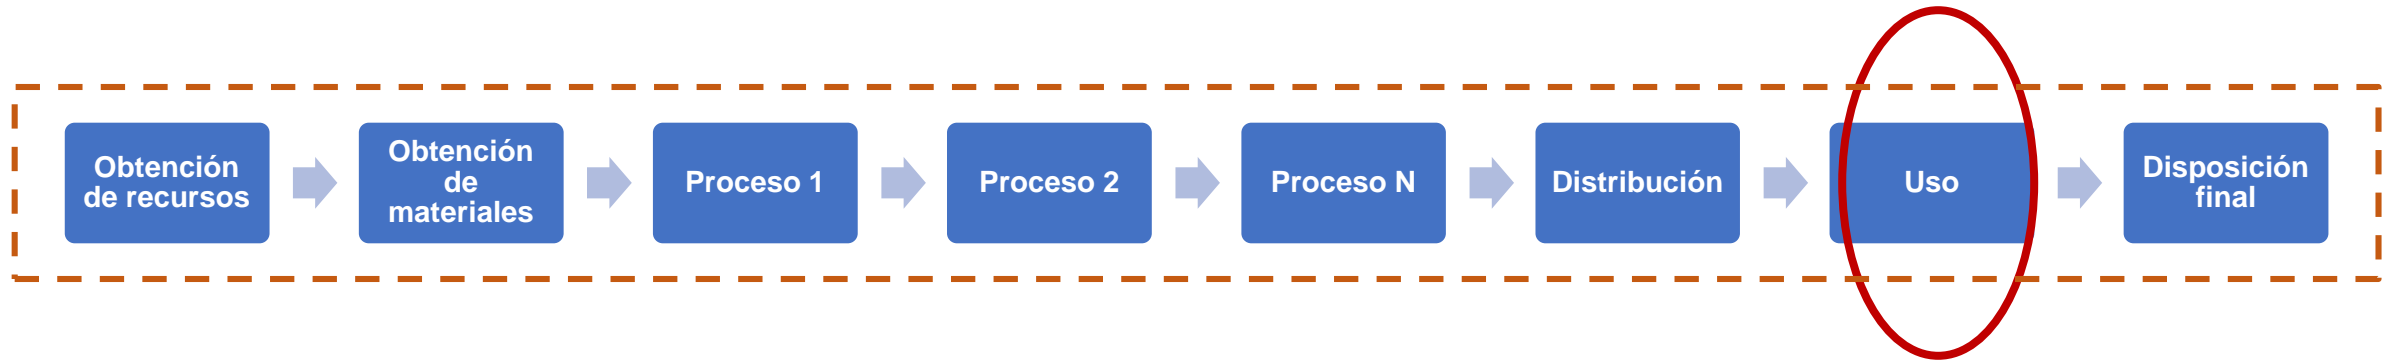 Obtención
de recursos
Obtención
de
materiales
Proceso 1
Proceso 2
Proceso N
Distribución
Uso
Disposición
final